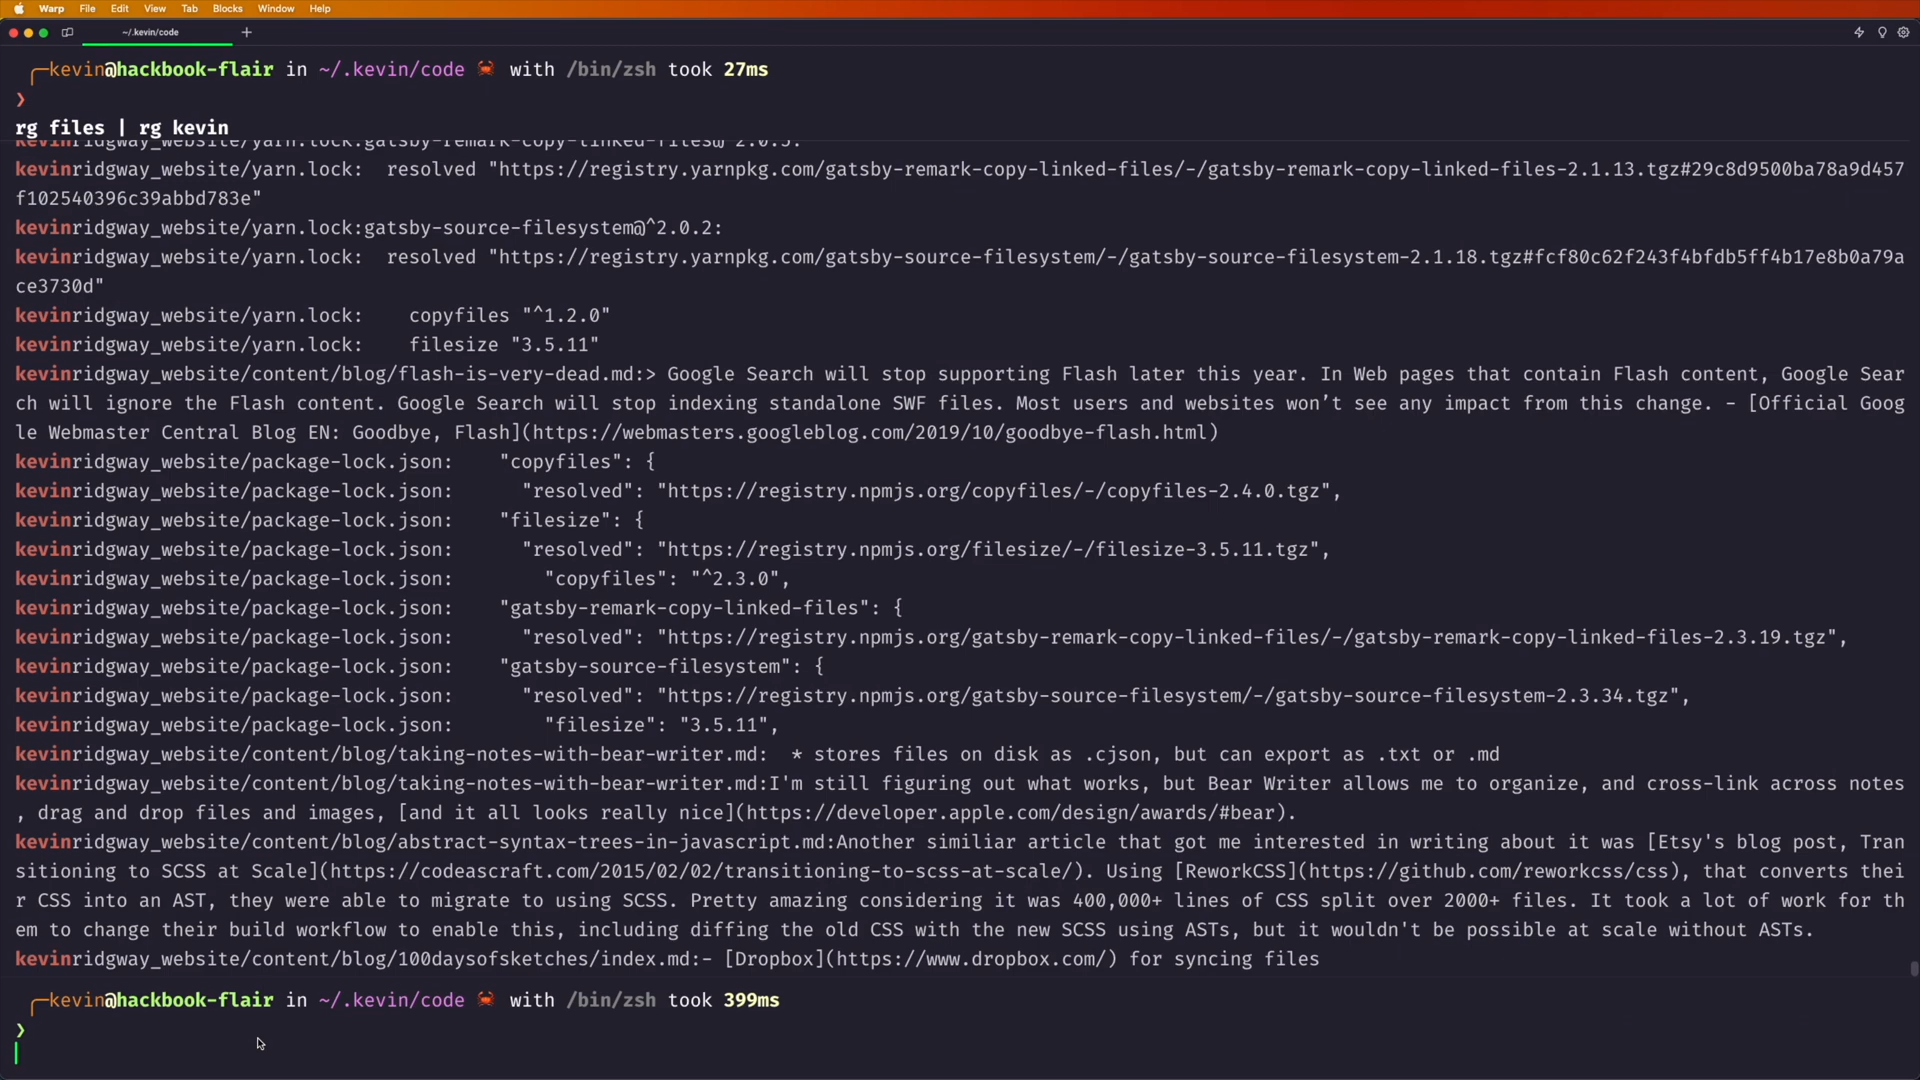 Warp File Edit View Tab Blocks Window Help
~/.kevin/code
kevin@hackbook-flair in ~/.kevin/code 🦀 with /bin/zsh took 27ms
❯
rg files | rg kevin
kevinridgway_website/yarn.lock:gatsby-remark-copy-linked-files@^2.0.5:
kevinridgway_website/yarn.lock:  resolved "https://registry.yarnpkg.com/gatsby-remark-copy-linked-files/-/gatsby-remark-copy-linked-files-2.1.13.tgz#29c8d9500ba78a9d457
f102540396c39abbd783e"
kevinridgway_website/yarn.lock:gatsby-source-filesystem@^2.0.2:
kevinridgway_website/yarn.lock:  resolved "https://registry.yarnpkg.com/gatsby-source-filesystem/-/gatsby-source-filesystem-2.1.18.tgz#fcf80c62f243f4bfdb5ff4b17e8b0a79a
ce3730d"
kevinridgway_website/yarn.lock:    copyfiles "^1.2.0"
kevinridgway_website/yarn.lock:    filesize "3.5.11"
kevinridgway_website/content/blog/flash-is-very-dead.md:> Google Search will stop supporting Flash later this year. In Web pages that contain Flash content, Google Sear
ch will ignore the Flash content. Google Search will stop indexing standalone SWF files. Most users and websites won’t see any impact from this change. - [Official Goog
le Webmaster Central Blog EN: Goodbye, Flash](https://webmasters.googleblog.com/2019/10/goodbye-flash.html)
kevinridgway_website/package-lock.json:    "copyfiles": {
kevinridgway_website/package-lock.json:      "resolved": "https://registry.npmjs.org/copyfiles/-/copyfiles-2.4.0.tgz",
kevinridgway_website/package-lock.json:    "filesize": {
kevinridgway_website/package-lock.json:      "resolved": "https://registry.npmjs.org/filesize/-/filesize-3.5.11.tgz",
kevinridgway_website/package-lock.json:        "copyfiles": "^2.3.0",
kevinridgway_website/package-lock.json:    "gatsby-remark-copy-linked-files": {
kevinridgway_website/package-lock.json:      "resolved": "https://registry.npmjs.org/gatsby-remark-copy-linked-files/-/gatsby-remark-copy-linked-files-2.3.19.tgz",
kevinridgway_website/package-lock.json:    "gatsby-source-filesystem": {
kevinridgway_website/package-lock.json:      "resolved": "https://registry.npmjs.org/gatsby-source-filesystem/-/gatsby-source-filesystem-2.3.34.tgz",
kevinridgway_website/package-lock.json:        "filesize": "3.5.11",
kevinridgway_website/content/blog/taking-notes-with-bear-writer.md:  * stores files on disk as .cjson, but can export as .txt or .md
kevinridgway_website/content/blog/taking-notes-with-bear-writer.md:I'm still figuring out what works, but Bear Writer allows me to organize, and cross-link across notes
, drag and drop files and images, [and it all looks really nice](https://developer.apple.com/design/awards/#bear).
kevinridgway_website/content/blog/abstract-syntax-trees-in-javascript.md:Another similiar article that got me interested in writing about it was [Etsy's blog post, Tran
sitioning to SCSS at Scale](https://codeascraft.com/2015/02/02/transitioning-to-scss-at-scale/). Using [ReworkCSS](https://github.com/reworkcss/css), that converts thei
r CSS into an AST, they were able to migrate to using SCSS. Pretty amazing considering it was 400,000+ lines of CSS split over 2000+ files. It took a lot of work for th
em to change their build workflow to enable this, including diffing the old CSS with the new SCSS using ASTs, but it wouldn't be possible at scale without ASTs.
kevinridgway_website/content/blog/100daysofsketches/index.md:- [Dropbox](https://www.dropbox.com/) for syncing files
kevin@hackbook-flair in ~/.kevin/code 🦀 with /bin/zsh took 399ms
❯